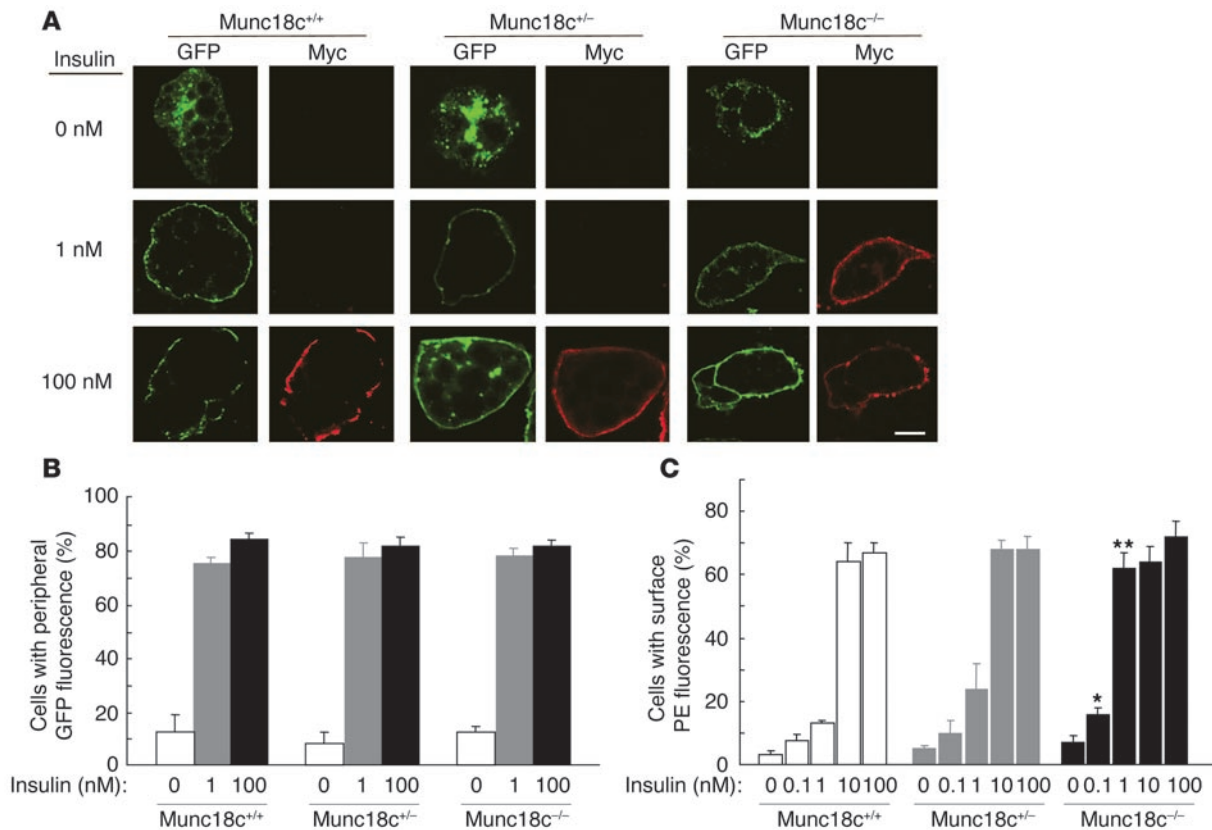 A
Munc18c+/+ Munc18c+/− Munc18c−/−
Insulin GFP Myc GFP Myc GFP Myc
0 nM
1 nM
100 nM
B
100
80
60
40
20
0
Cells with peripheral
GFP fluorescence (%)
Insulin (nM): 0 1 100 0 1 100 0 1 100
Munc18c+/+ Munc18c+/− Munc18c−/−
C
80
60
40
20
0
Cells with surface
PE fluorescence (%)
* **
Insulin (nM): 0 0.1 1 10 100 0 0.1 1 10 100 0 0.1 1 10 100
Munc18c+/+ Munc18c+/− Munc18c−/−